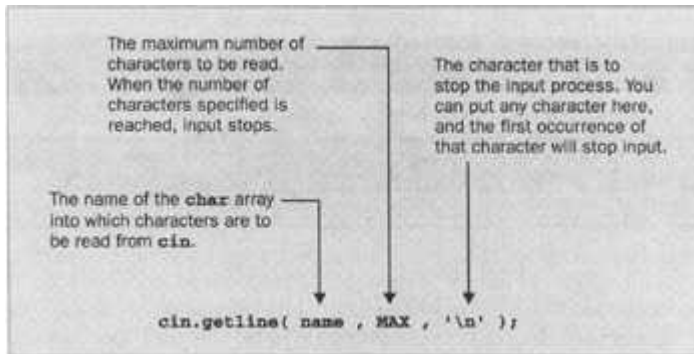 The maximum number of
characters to be read.
When the number of
characters specified is
reached, input stops.
The character that is to
stop the input process. You
can put any character here,
and the first occurrence of
that character will stop input.
The name of the char array
into which characters are to
be read from cin.
cin.getline( name , MAX , '\n' );